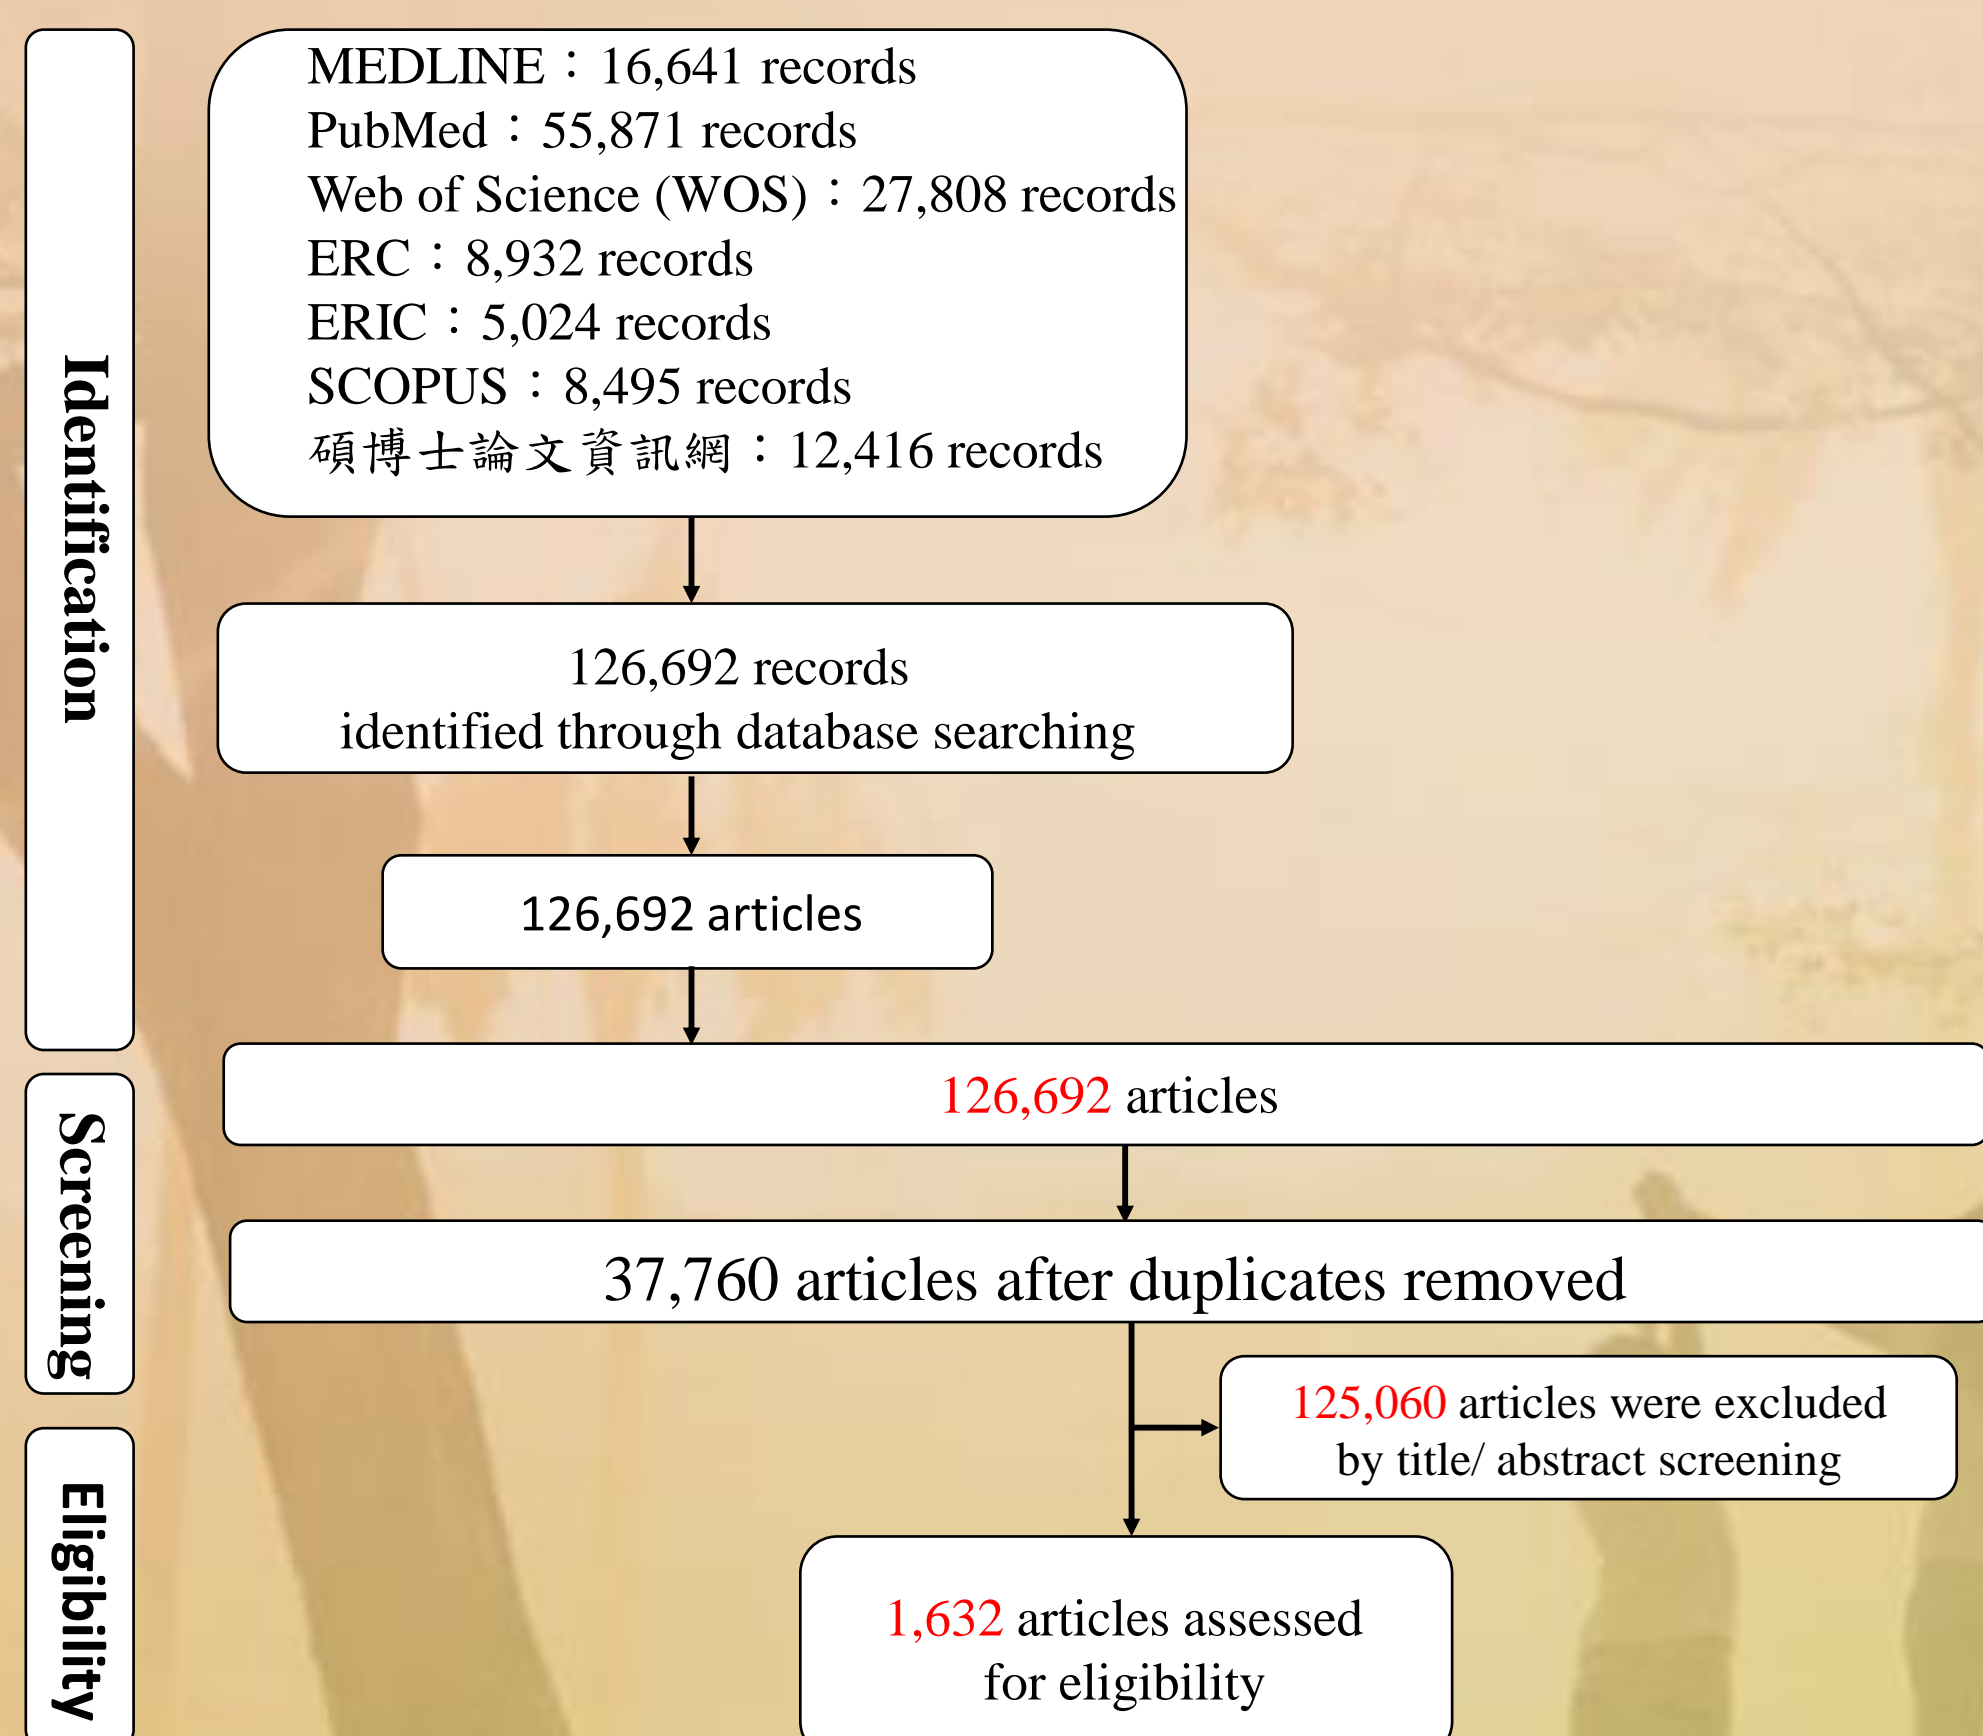 Identification
MEDLINE：16,641 records
PubMed：55,871 records
Web of Science (WOS)：27,808 records
ERC：8,932 records
ERIC：5,024 records
SCOPUS：8,495 records
碩博士論文資訊網：12,416 records
126,692 records
identified through database searching
126,692 articles
Screening
126,692 articles
37,760 articles after duplicates removed
125,060 articles were excluded
by title/ abstract screening
Eligibility
1,632 articles assessed
for eligibility